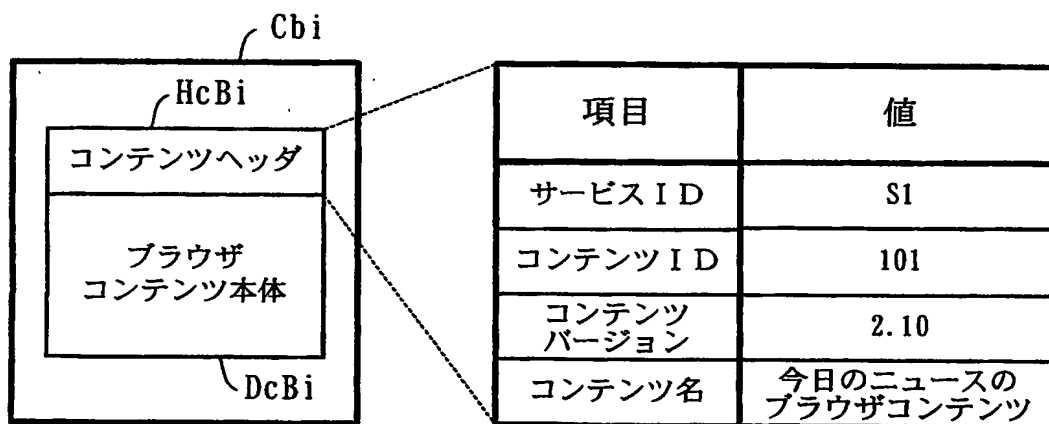 Cbi
HcBi
コンテンツヘッダ
ブラウザ
コンテンツ本体
DcBi
項目 値
サービスＩＤ S1
コンテンツＩＤ 101
コンテンツ
バージョン 2.10
コンテンツ名 今日のニュースの
ブラウザコンテンツ